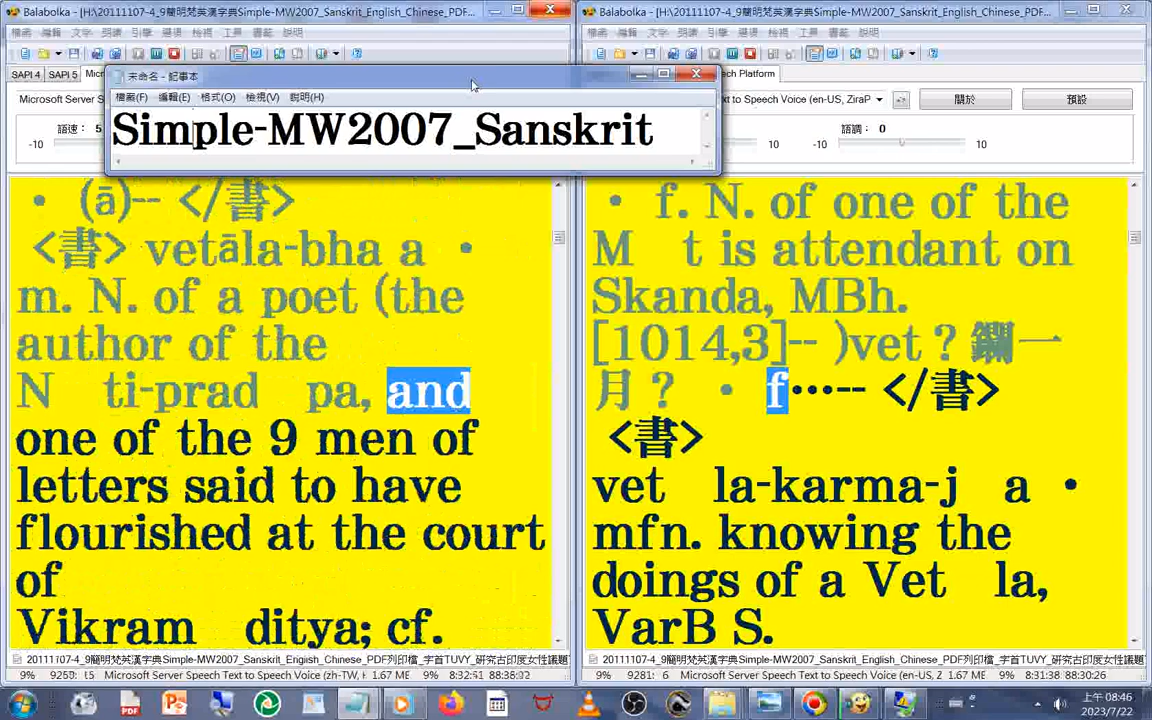 Balabolka - [H:\20111107-4_9簡明梵英漢字典Simple-MW2007_Sanskrit_English_Chinese_PDF...
Balabolka - [H:\20111107-4_9簡明梵英漢字典Simple-MW2007_Sanskrit_English_Chinese_PDF...
SAPI 4 SAPI 5
未命名 - 記事本
檔案(F) 編輯(E) 格式(O) 檢視(V) 說明(H)
Simple-MW2007_Sanskrit
ech Platform
Microsoft Server S
xt to Speech Voice (en-US, ZiraP
關於
預設
語速： 5
-10
10
語調： 0
-10
10
• (ā)-- </書>
<書> vetāla-bha a •
m. N. of a poet (the
author of the
N ti-prad pa, and
one of the 9 men of
letters said to have
flourished at the court
of
Vikram ditya; cf.
• f. N. of one of the
M t is attendant on
Skanda, MBh.
[1014,3]-- )vet？鑭一
月？ • f…-- </書>
<書>
vet la-karma-j a •
mfn. knowing the
doings of a Vet la,
VarB S.
20111107-4_9簡明梵英漢字典Simple-MW2007_Sanskrit_English_Chinese_PDF列印檔_字首TUVY_研究古印度女性議題
20111107-4_9簡明梵英漢字典Simple-MW2007_Sanskrit_English_Chinese_PDF列印檔_字首TUVY_研究古印度女性議題
9% 9259: 15 Microsoft Server Speech Text to Speech Voice (zh-TW, H 1.67 MB 9% 8:32:51 88:36:02
9% 9281: 6 Microsoft Server Speech Text to Speech Voice (en-US, Z 1.67 MB 9% 8:31:38 88:30:26
上午 08:46
2023/7/22